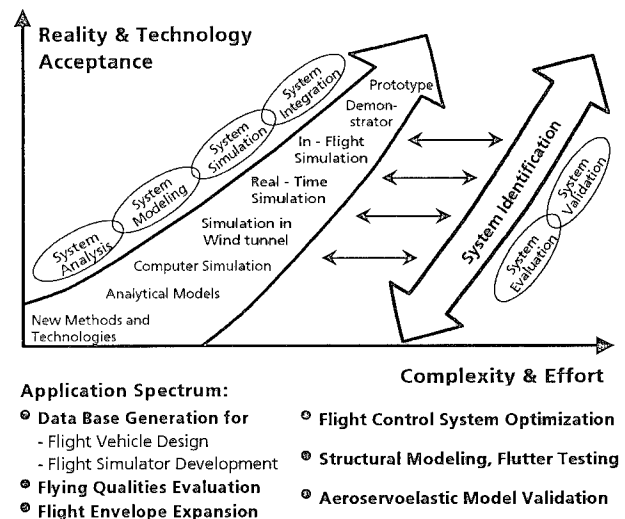 Reality & Technology
Acceptance
System
Integration
System
Simulation
System
Modeling
System
Analysis
Prototype
Demon-
strator
In - Flight
Simulation
Real - Time
Simulation
Simulation in
Wind tunnel
Computer Simulation
Analytical Models
New Methods and
Technologies
System Identification
System
Validation
System
Evaluation
Complexity & Effort
Application Spectrum:
Data Base Generation for
- Flight Vehicle Design
- Flight Simulator Development
Flying Qualities Evaluation
Flight Envelope Expansion
Flight Control System Optimization
Structural Modeling, Flutter Testing
Aeroservoelastic Model Validation